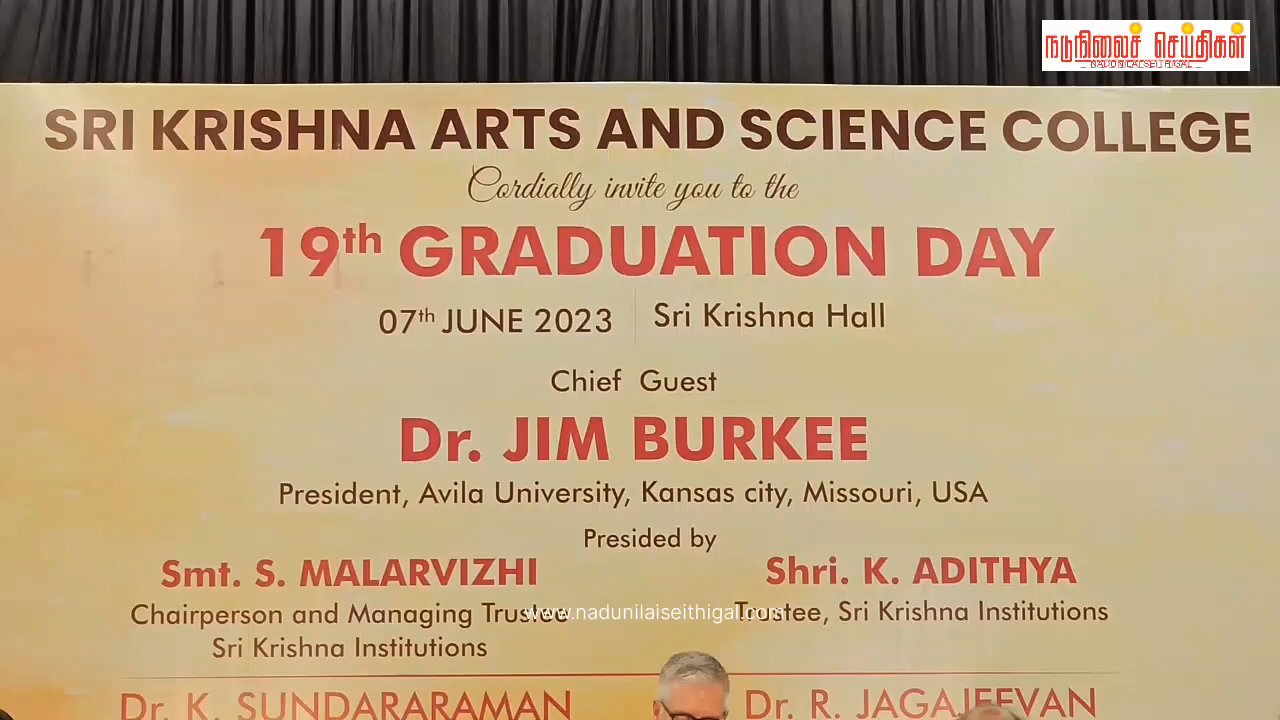 நடுநிலைச் செய்திகள்
NADUNILAISEITHIGAL
SRI KRISHNA ARTS AND SCIENCE COLLEGE
Cordially invite you to the
19th GRADUATION DAY
07th JUNE 2023 Sri Krishna Hall
Chief Guest
Dr. JIM BURKEE
President, Avila University, Kansas city, Missouri, USA
Presided by
Smt. S. MALARVIZHI
Chairperson and Managing Trustee
Sri Krishna Institutions
Shri. K. ADITHYA
Trustee, Sri Krishna Institutions
www.nadunilaiseithigal.com
Dr. K. SUNDARARAMAN
Dr. R. JAGAJEEVAN